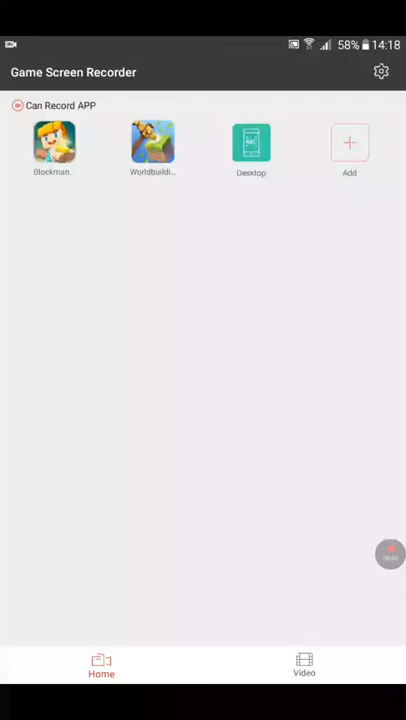 58% 14:18
Game Screen Recorder
Can Record APP
Blockman..
Worldbuildi...
Desktop
Add
Home
Video